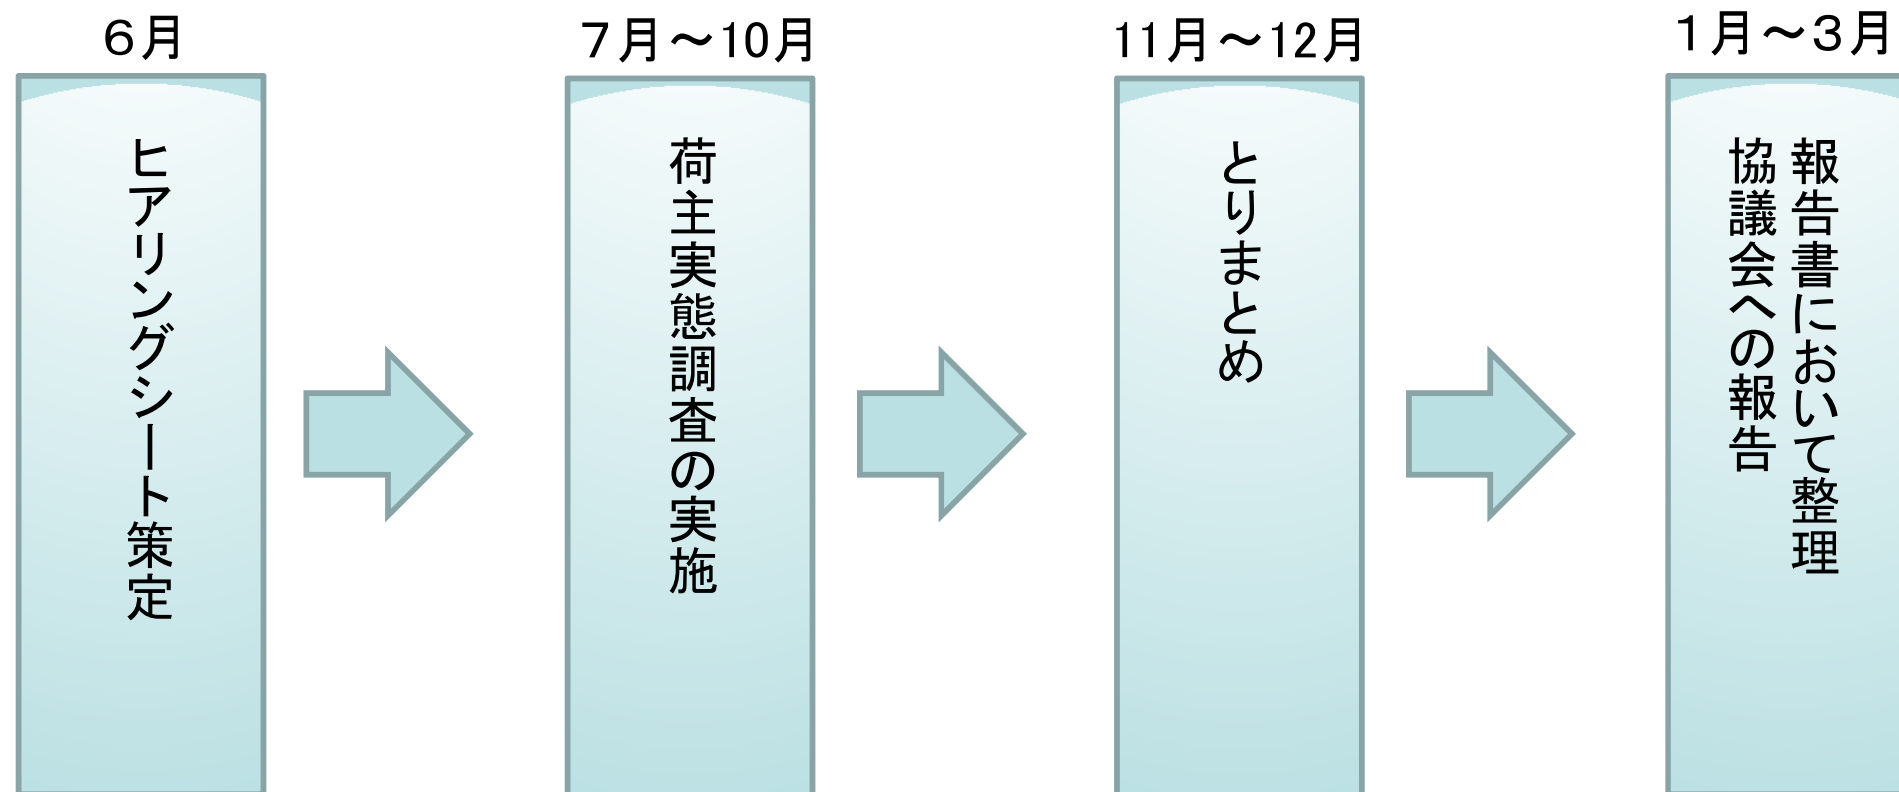 ６月
ヒアリングシート策定
７月～10月
荷主実態調査の実施
11月～12月
とりまとめ
１月～３月
報告書において整理
協議会への報告